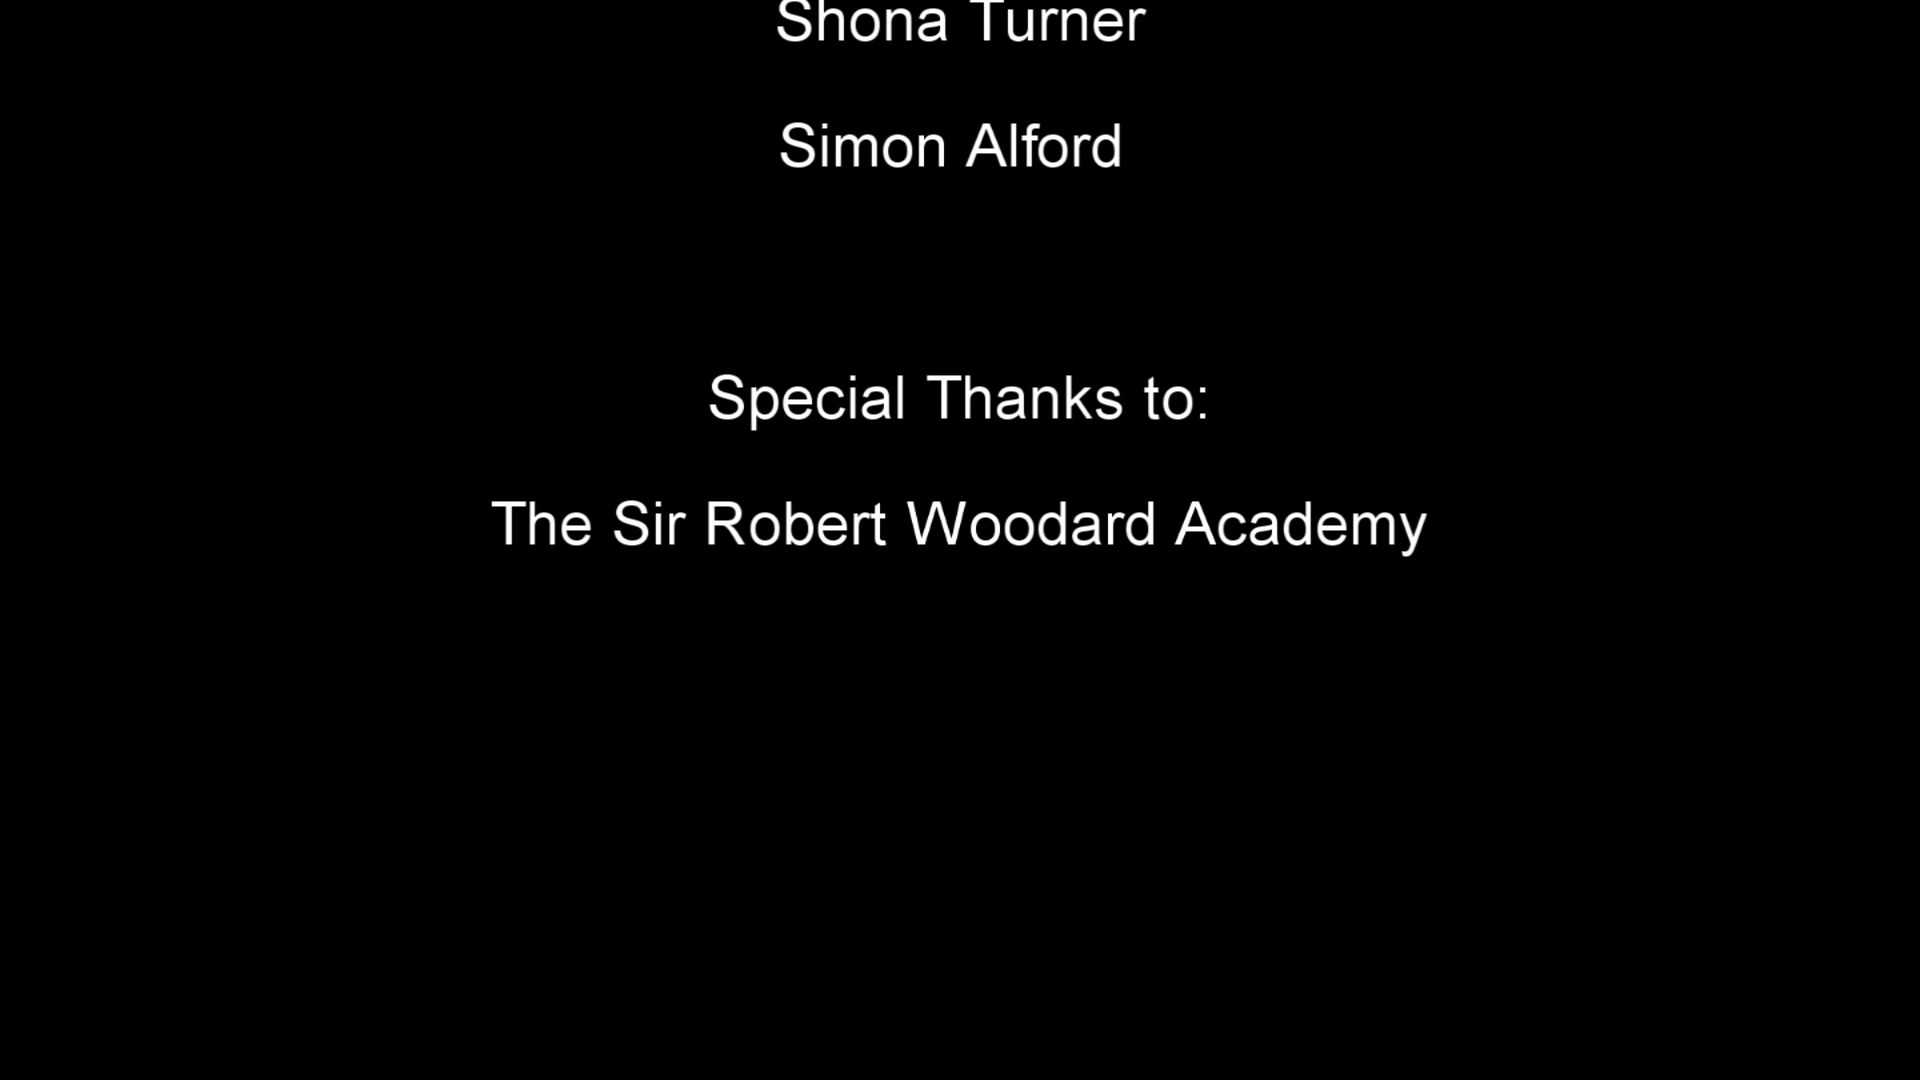 Shona Turner
Simon Alford
Special Thanks to:
The Sir Robert Woodard Academy